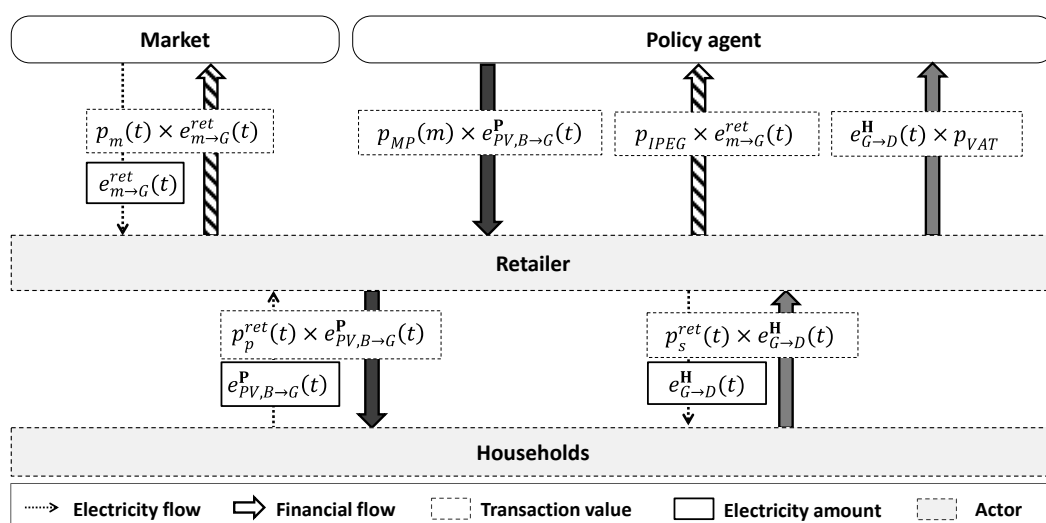 Market
Policy agent
p_m(t) × e^{ret}_{m→G}(t)
p_{MP}(m) × e^{𝐏}_{PV,B→G}(t)
p_{IPEG} × e^{ret}_{m→G}(t)
e^{𝐇}_{G→D}(t) × p_{VAT}
e^{ret}_{m→G}(t)
Retailer
p^{ret}_p(t) × e^{𝐏}_{PV,B→G}(t)
p^{ret}_s(t) × e^{𝐇}_{G→D}(t)
e^{𝐏}_{PV,B→G}(t)
e^{𝐇}_{G→D}(t)
Households
Electricity flow Financial flow Transaction value Electricity amount Actor